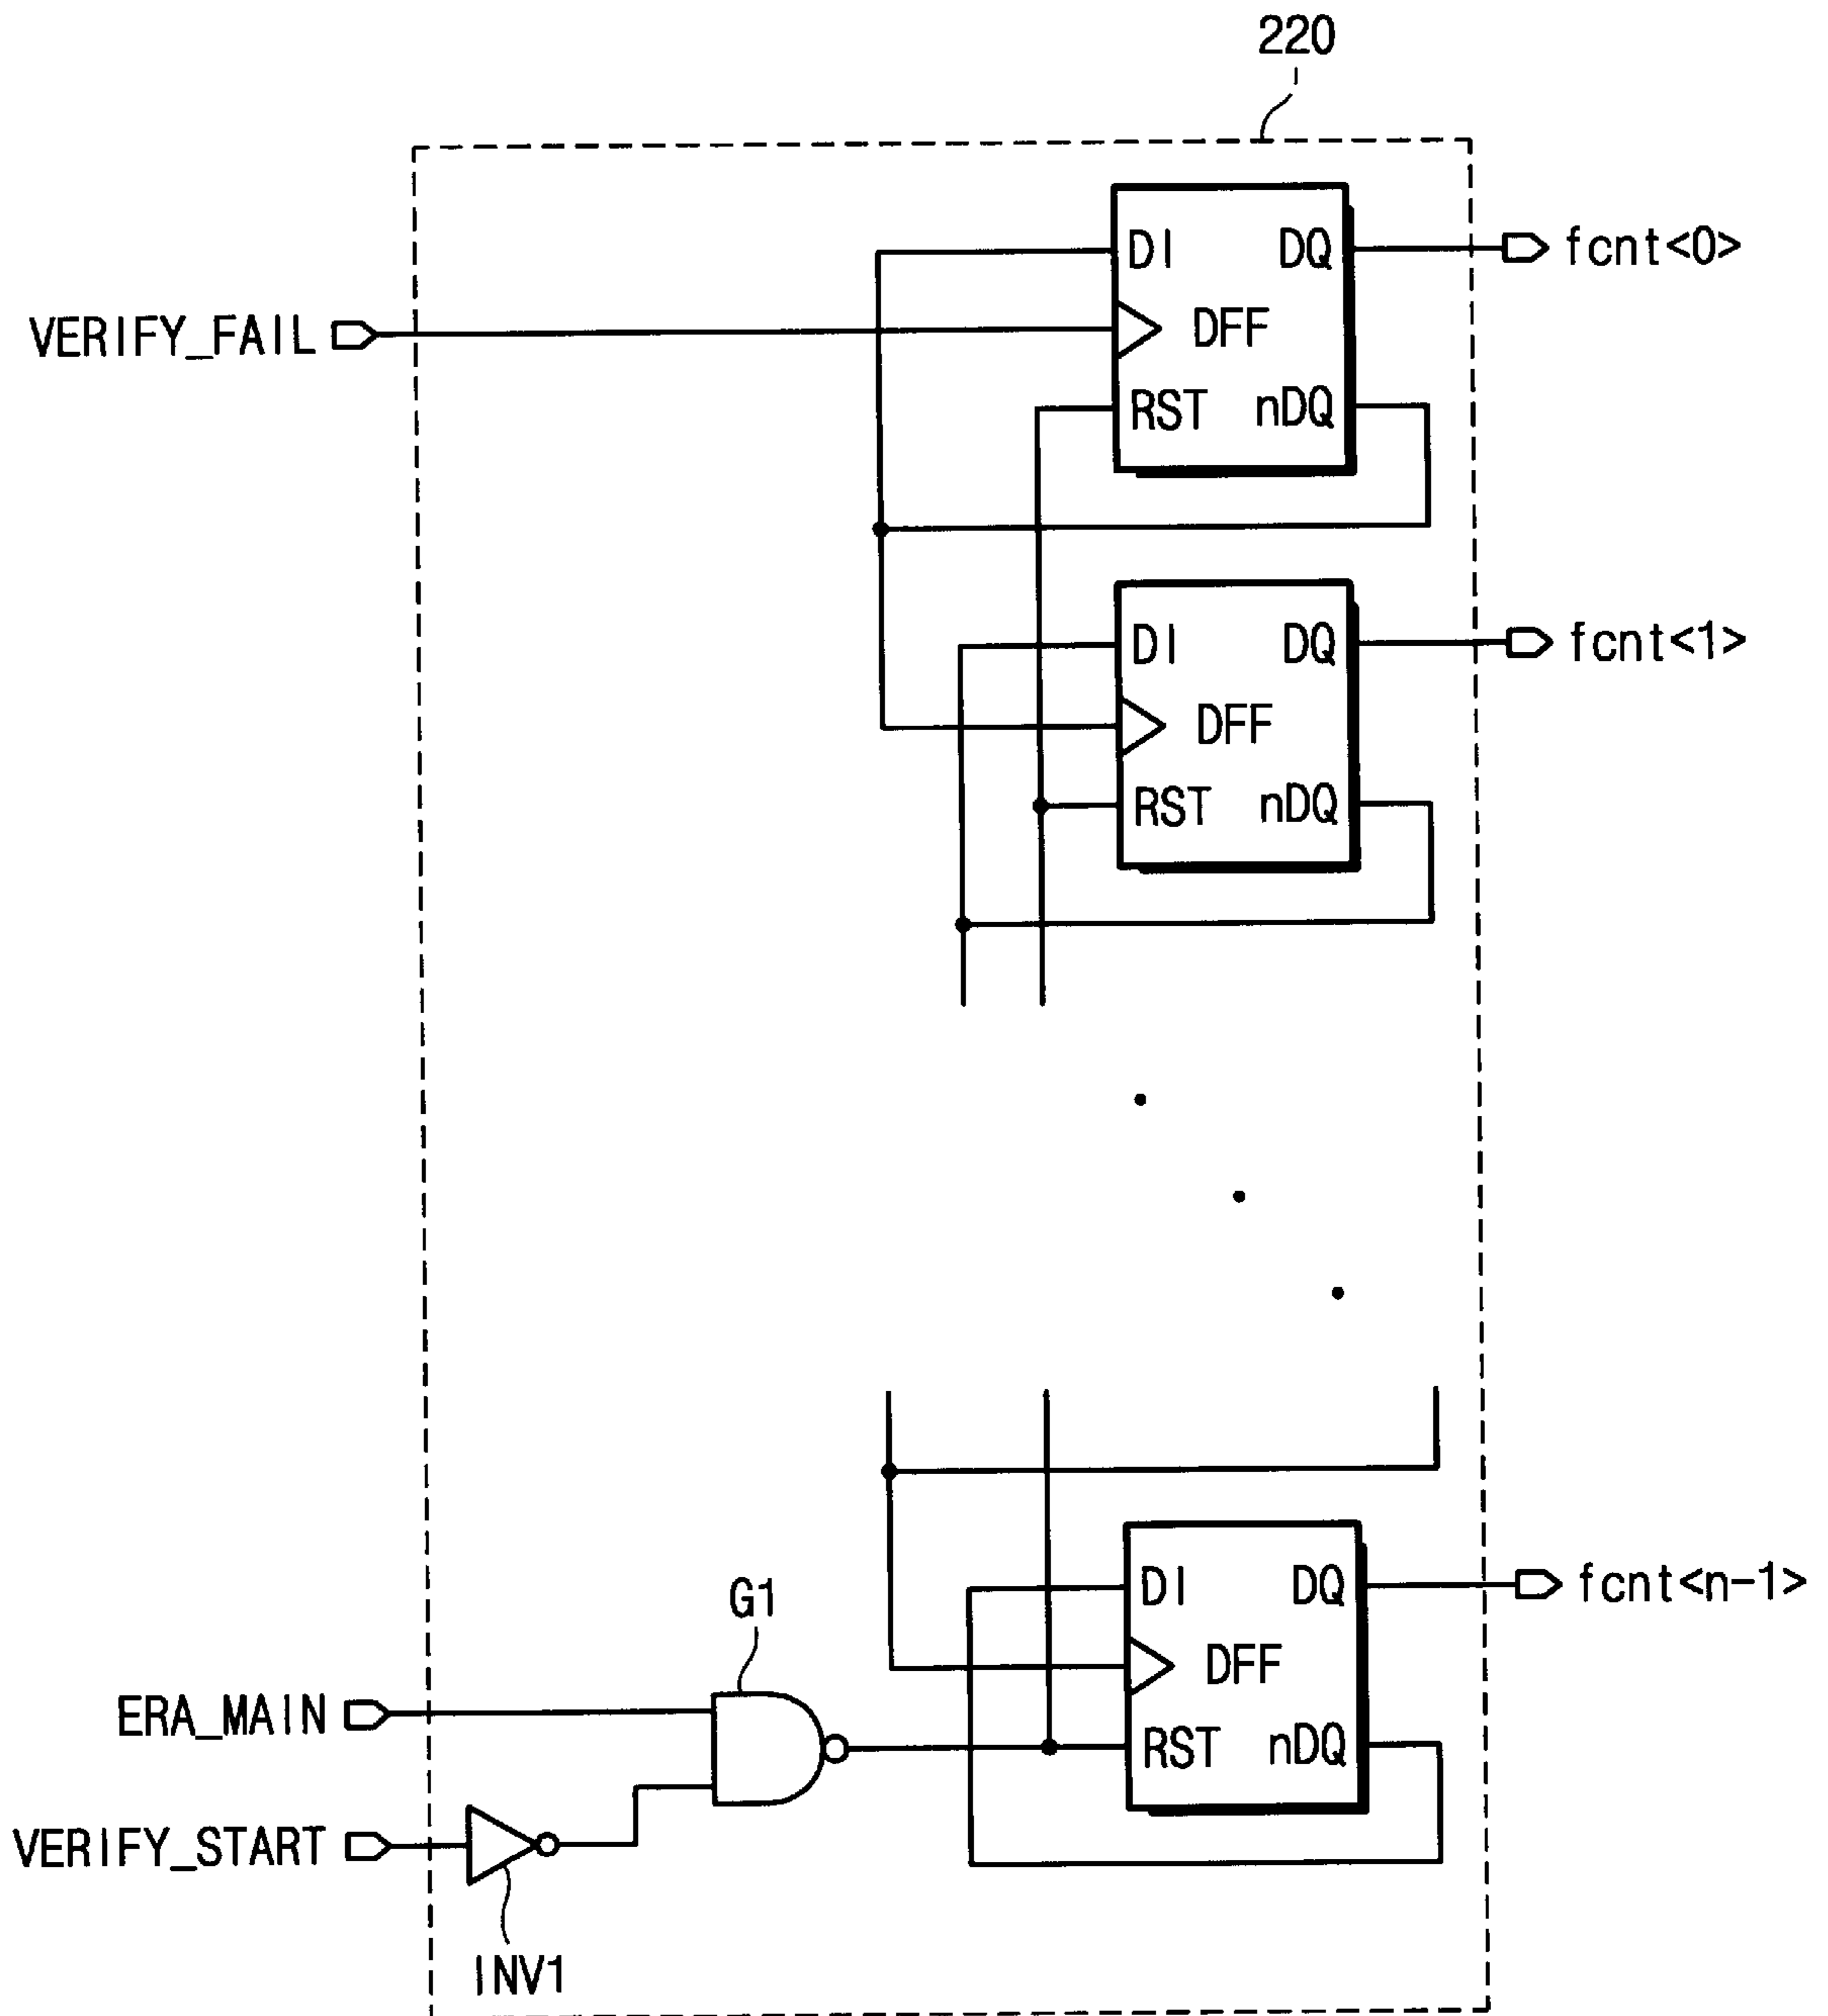 220
DI DQ
fcnt<0>
VERIFY_FAIL
DFF
RST nDQ
DI DQ
fcnt<1>
DFF
RST nDQ
DI DQ
fcnt<n-1>
G1
DFF
ERA_MAIN
RST nDQ
VERIFY_START
INV1